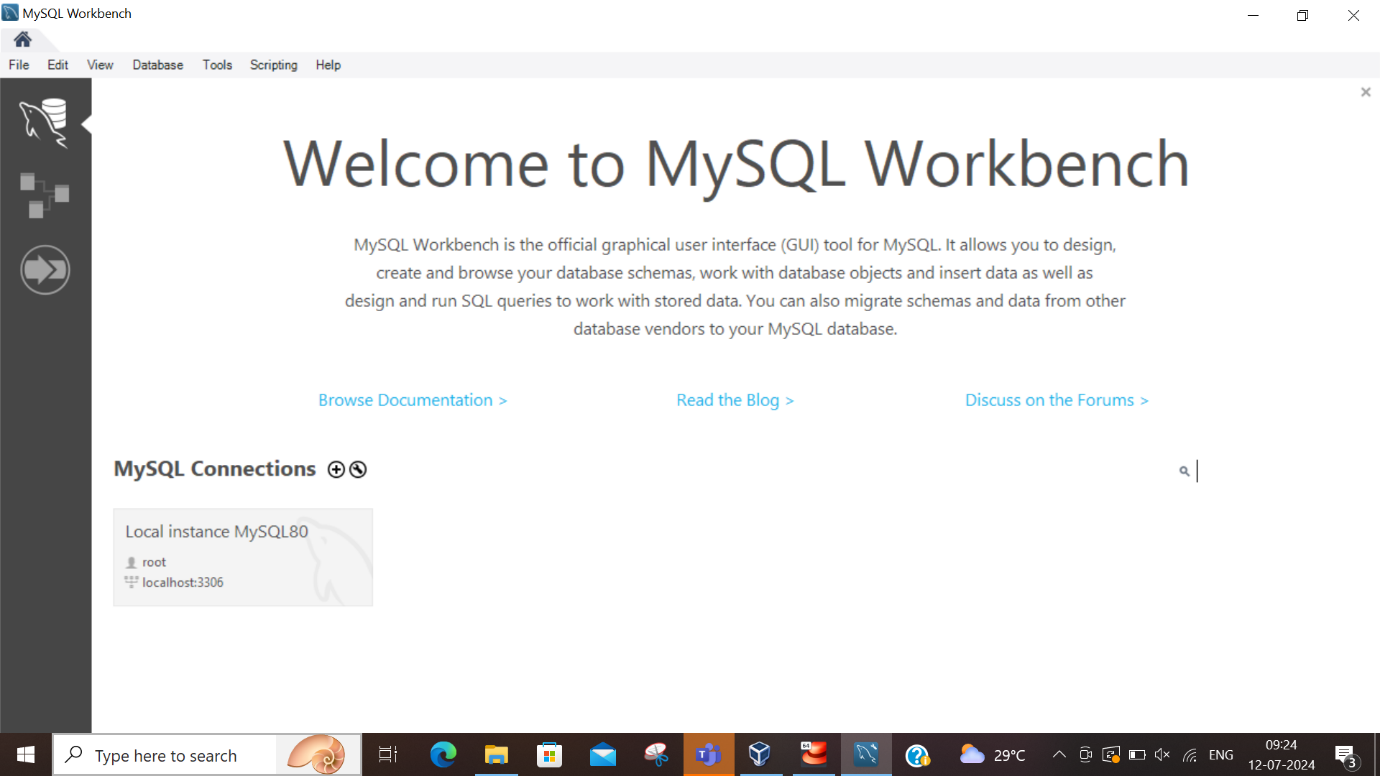 MySQL Workbench
File Edit View Database Tools Scripting Help
Welcome to MySQL Workbench
MySQL Workbench is the official graphical user interface (GUI) tool for MySQL. It allows you to design,
create and browse your database schemas, work with database objects and insert data as well as
design and run SQL queries to work with stored data. You can also migrate schemas and data from other
database vendors to your MySQL database.
Browse Documentation > Read the Blog > Discuss on the Forums >
MySQL Connections
Local instance MySQL80
root
localhost:3306
Type here to search
64
29°C
ENG
09:24
12-07-2024
3